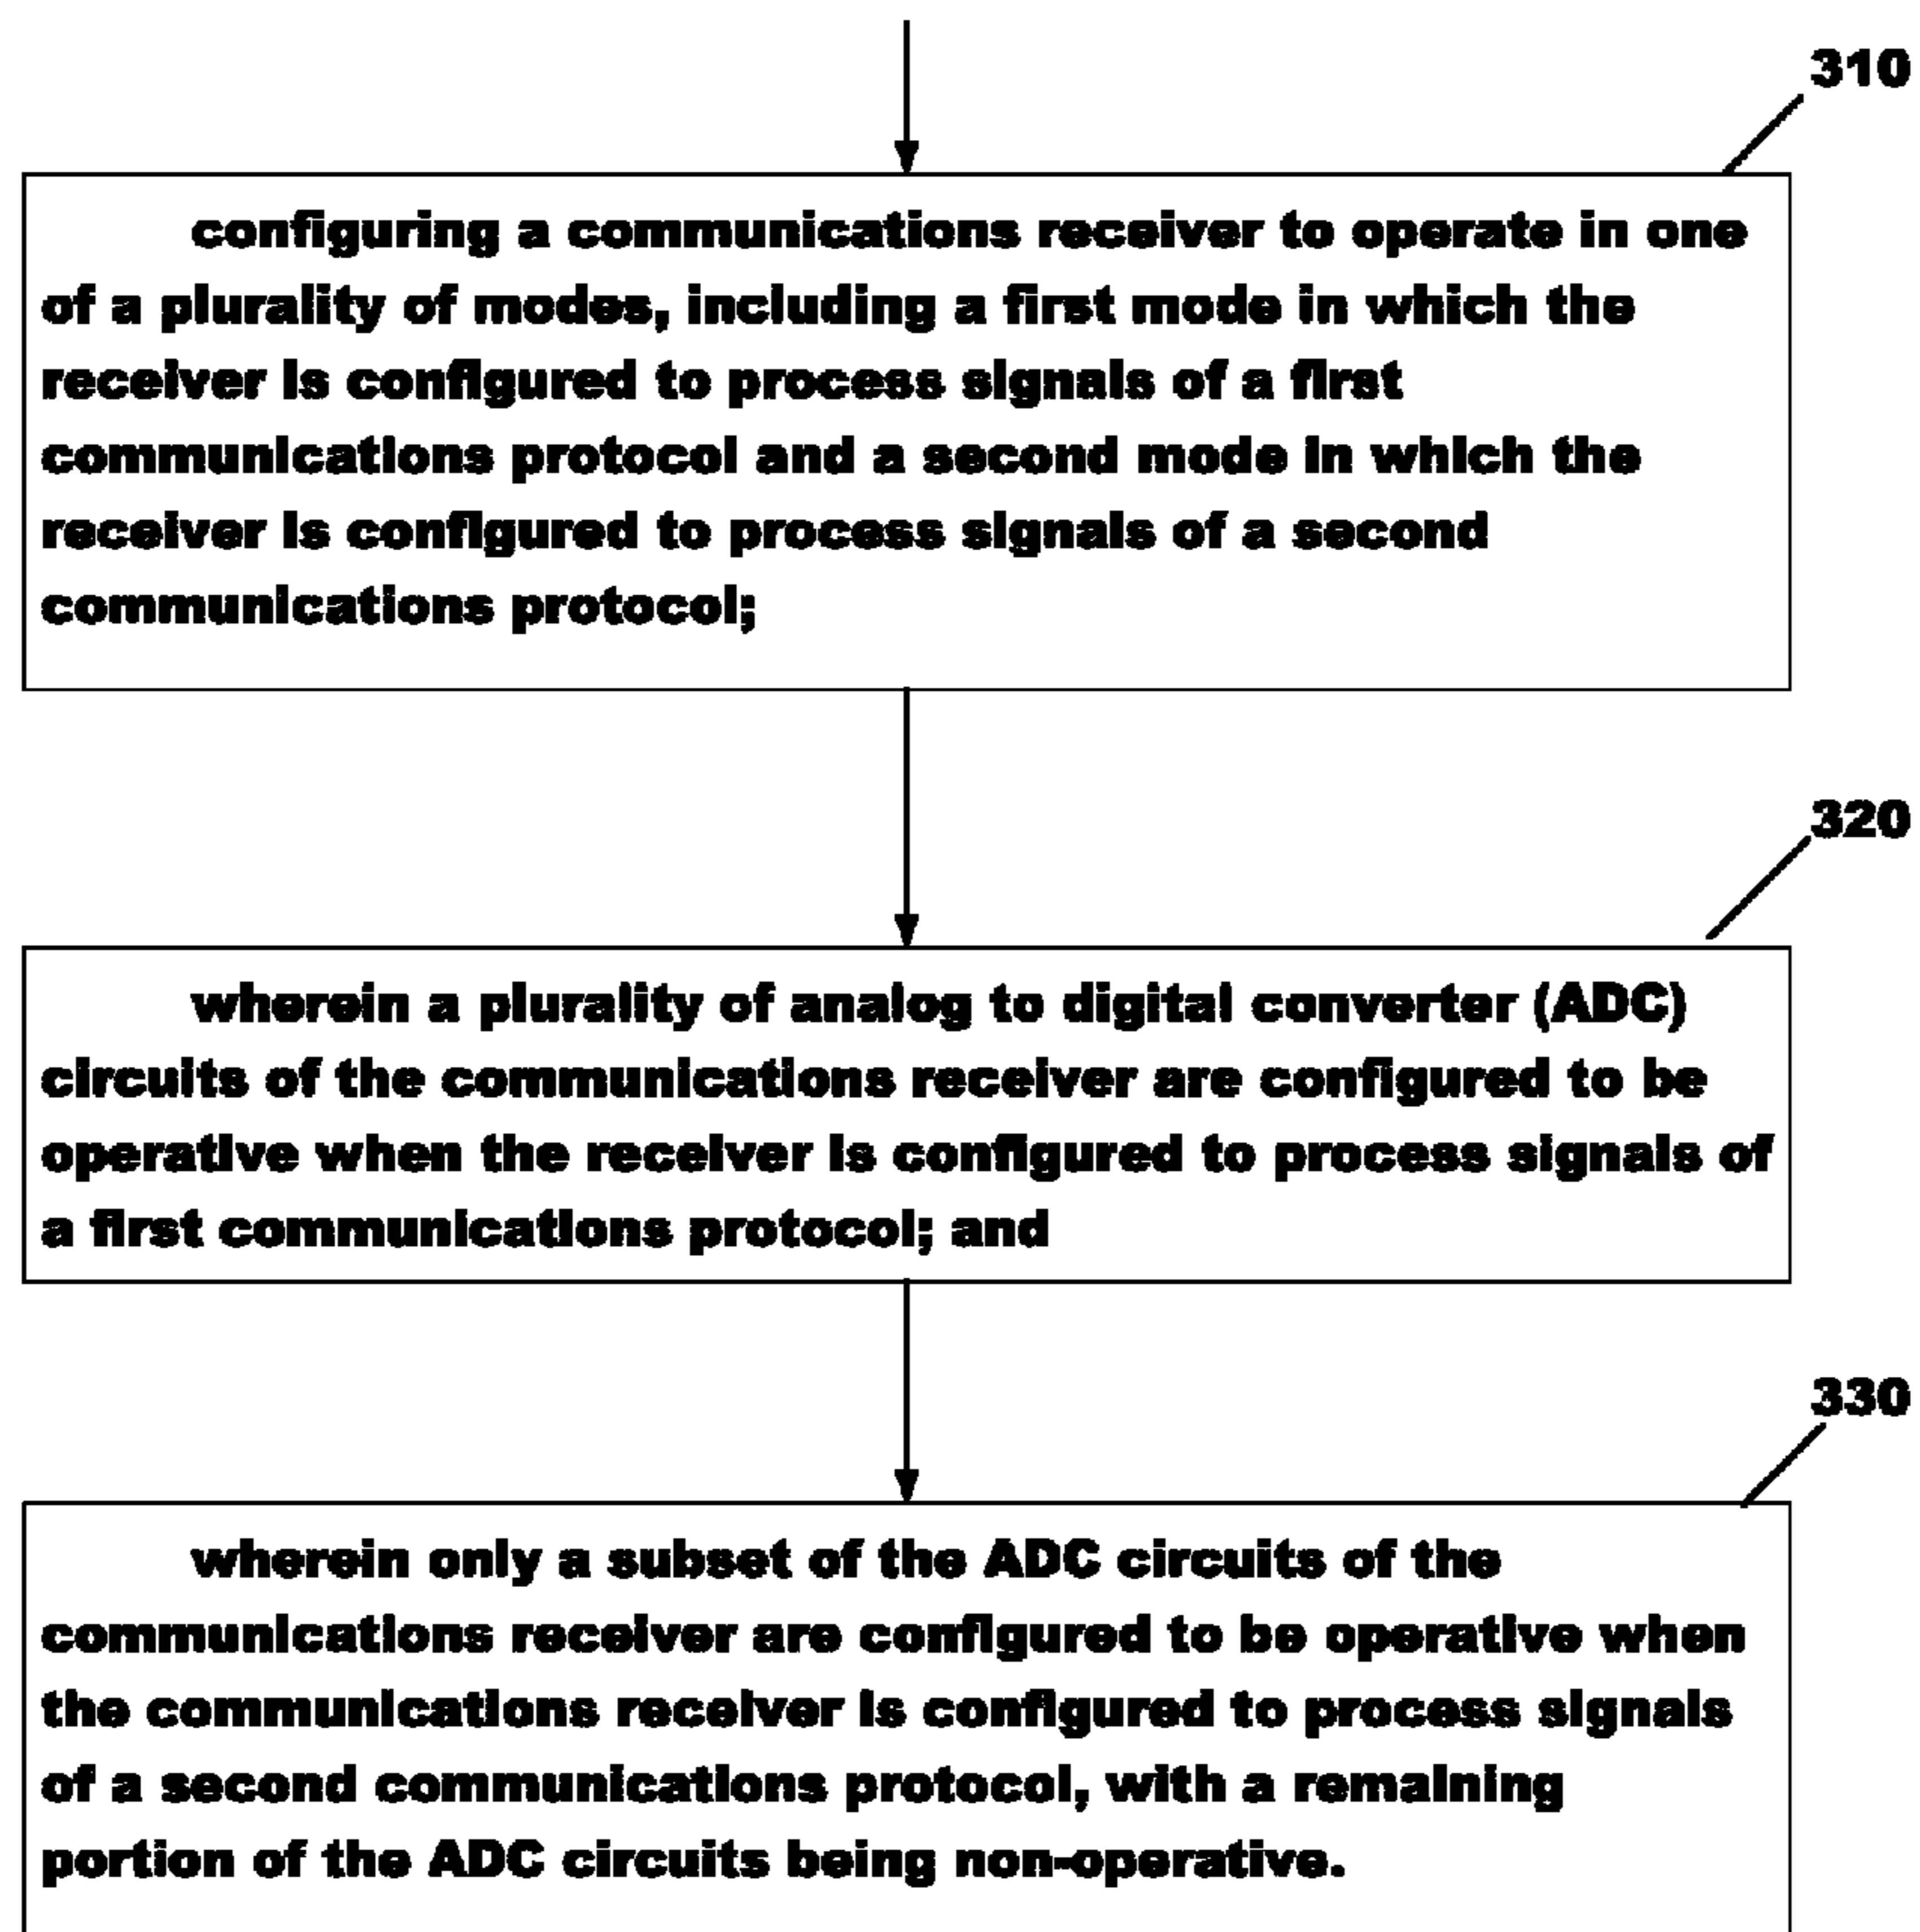 310
configuring a communications receiver to operate in one
of a plurality of modes, including a first mode in which the
receiver is configured to process signals of a first
communications protocol and a second mode in which the
receiver is configured to process signals of a second
communications protocol;
320
wherein a plurality of analog to digital converter (ADC)
circuits of the communications receiver are configured to be
operative when the receiver is configured to process signals of
a first communications protocol; and
330
wherein only a subset of the ADC circuits of the
communications receiver are configured to be operative when
the communications receiver is configured to process signals
of a second communications protocol, with a remaining
portion of the ADC circuits being non-operative.